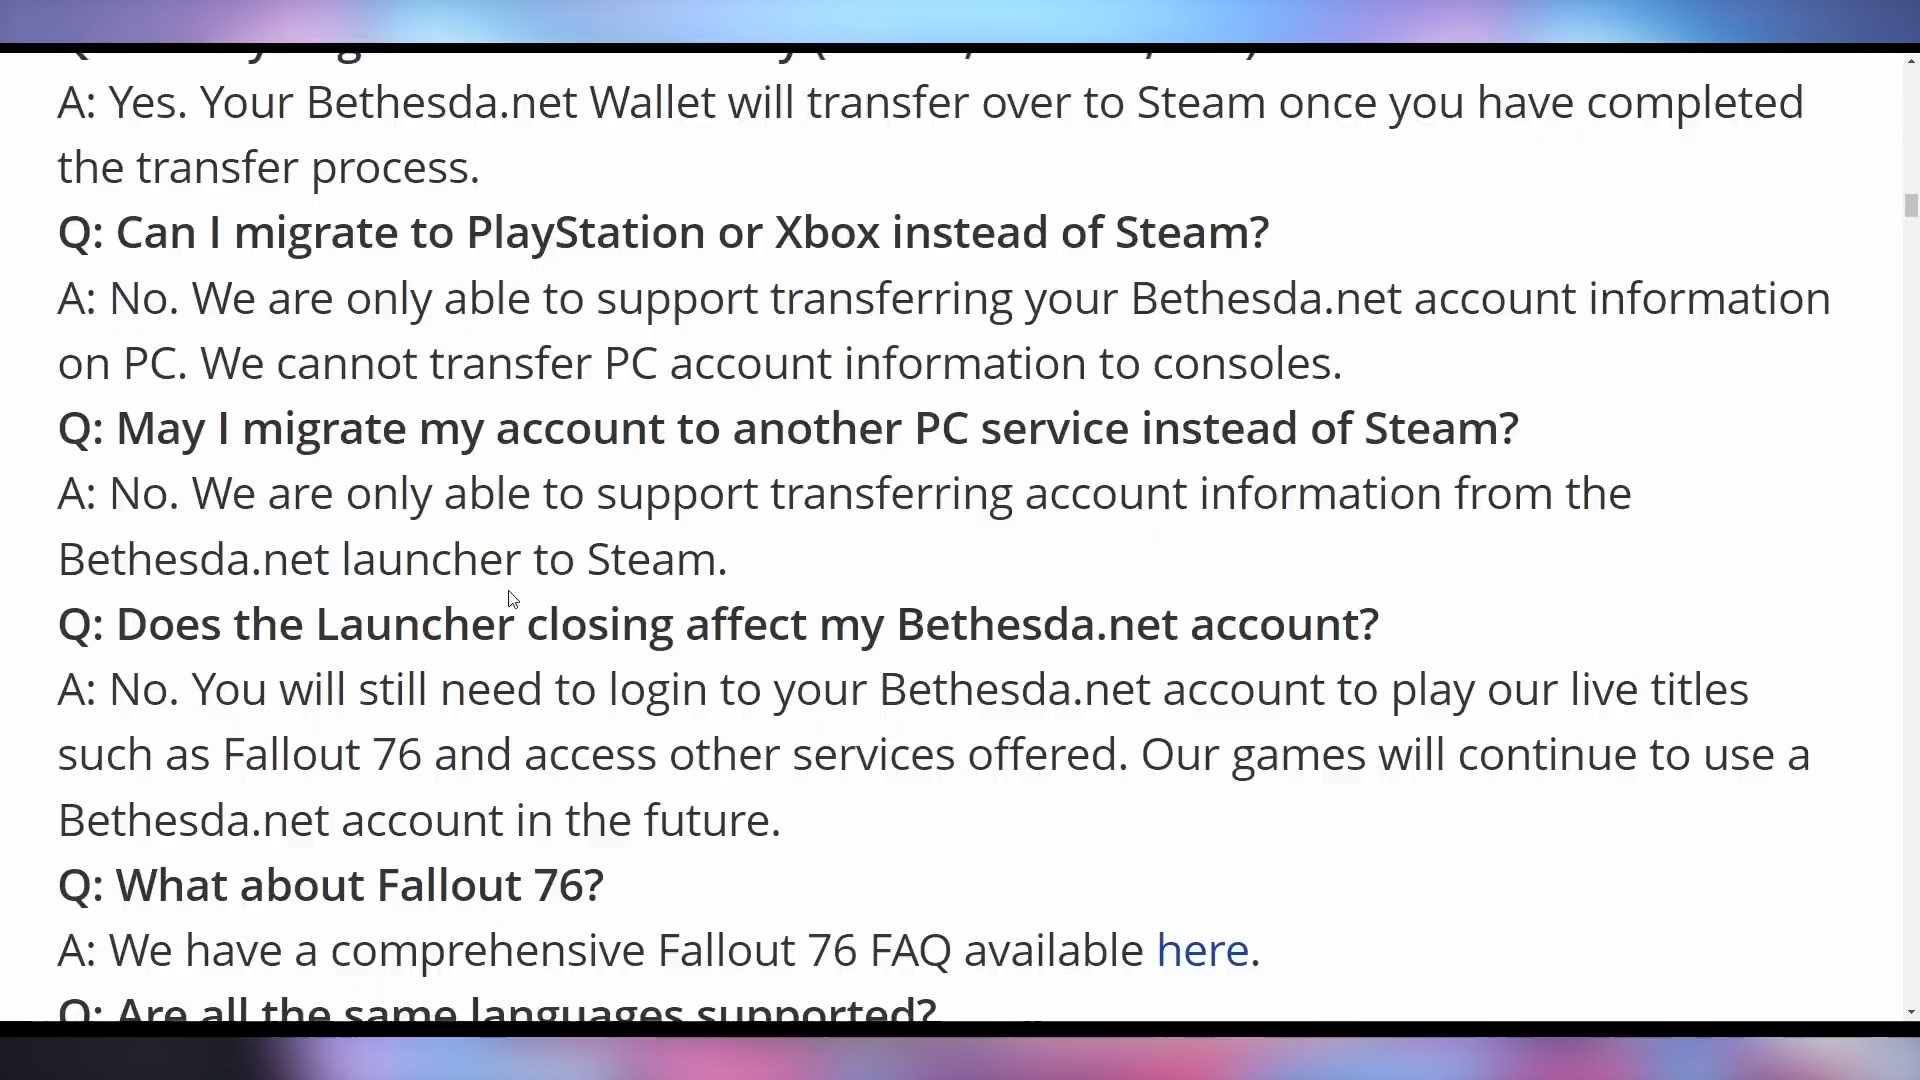 A: Yes. Your Bethesda.net Wallet will transfer over to Steam once you have completed
the transfer process.
Q: Can I migrate to PlayStation or Xbox instead of Steam?
A: No. We are only able to support transferring your Bethesda.net account information
on PC. We cannot transfer PC account information to consoles.
Q: May I migrate my account to another PC service instead of Steam?
A: No. We are only able to support transferring account information from the
Bethesda.net launcher to Steam.
Q: Does the Launcher closing affect my Bethesda.net account?
A: No. You will still need to login to your Bethesda.net account to play our live titles
such as Fallout 76 and access other services offered. Our games will continue to use a
Bethesda.net account in the future.
Q: What about Fallout 76?
A: We have a comprehensive Fallout 76 FAQ available here.
Q: Are all the same languages supported?